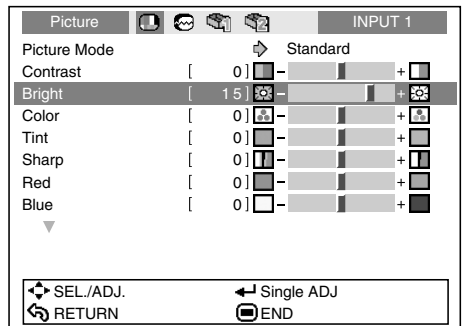 Picture INPUT 1
Picture Mode Standard
Contrast [ 0] - +
Bright [ 15] - +
Color [ 0] - +
Tint [ 0] - +
Sharp [ 0] - +
Red [ 0] - +
Blue [ 0] - +
SEL./ADJ. Single ADJ
RETURN END